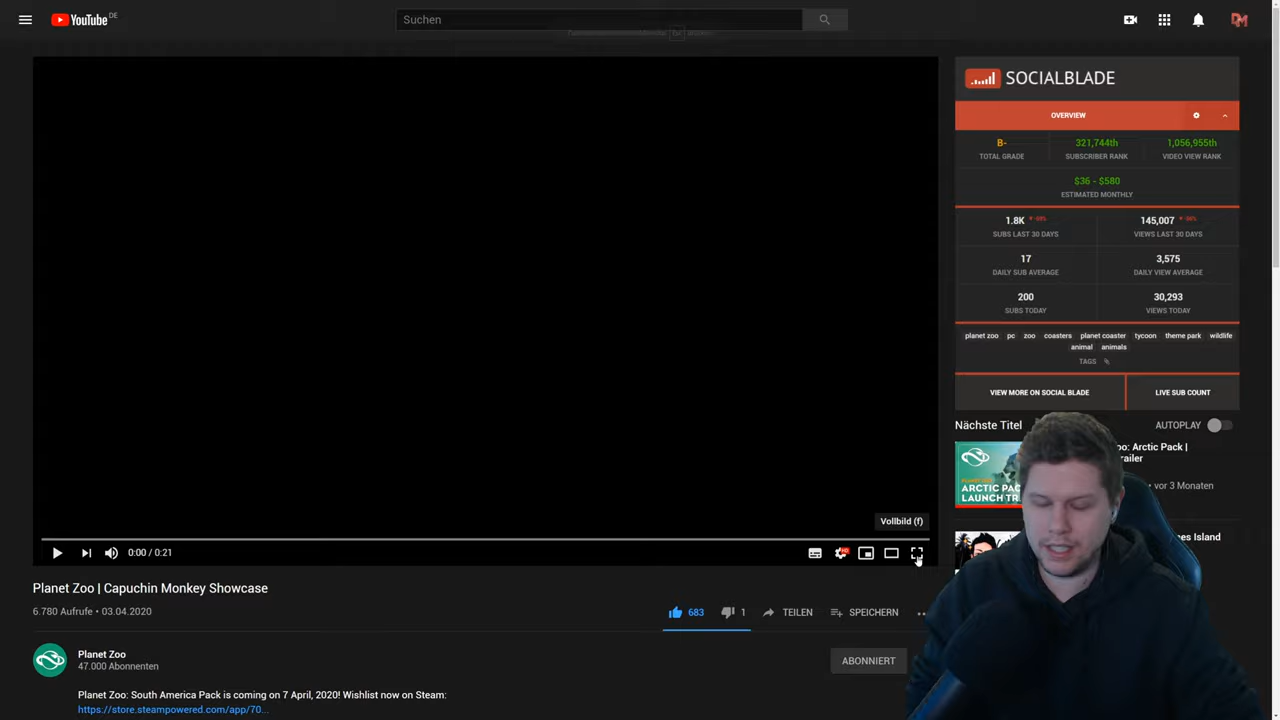 YouTube DE
Suchen
SOCIALBLADE
OVERVIEW
B-
TOTAL GRADE
321,744th
SUBSCRIBER RANK
1,056,955th
VIDEO VIEW RANK
$36 - $580
ESTIMATED MONTHLY
1.8K
SUBS LAST 30 DAYS
145,007
VIEWS LAST 30 DAYS
17
DAILY SUB AVERAGE
3,575
DAILY VIEW AVERAGE
200
SUBS TODAY
30,293
VIEWS TODAY
planet zoo pc zoo coasters planet coaster tycoon theme park wildlife
animal animals
TAGS
VIEW MORE ON SOCIAL BLADE
LIVE SUB COUNT
Nächste Titel
AUTOPLAY
oo: Arctic Pack |
railer
vor 3 Monaten
ARCTIC PAC
LAUNCH TR
nes Island
Vollbild (f)
0:00 / 0:21
Planet Zoo | Capuchin Monkey Showcase
6.780 Aufrufe • 03.04.2020
683
1
TEILEN
SPEICHERN
Planet Zoo
47.000 Abonnenten
ABONNIERT
Planet Zoo: South America Pack is coming on 7 April, 2020! Wishlist now on Steam:
https://store.steampowered.com/app/70...